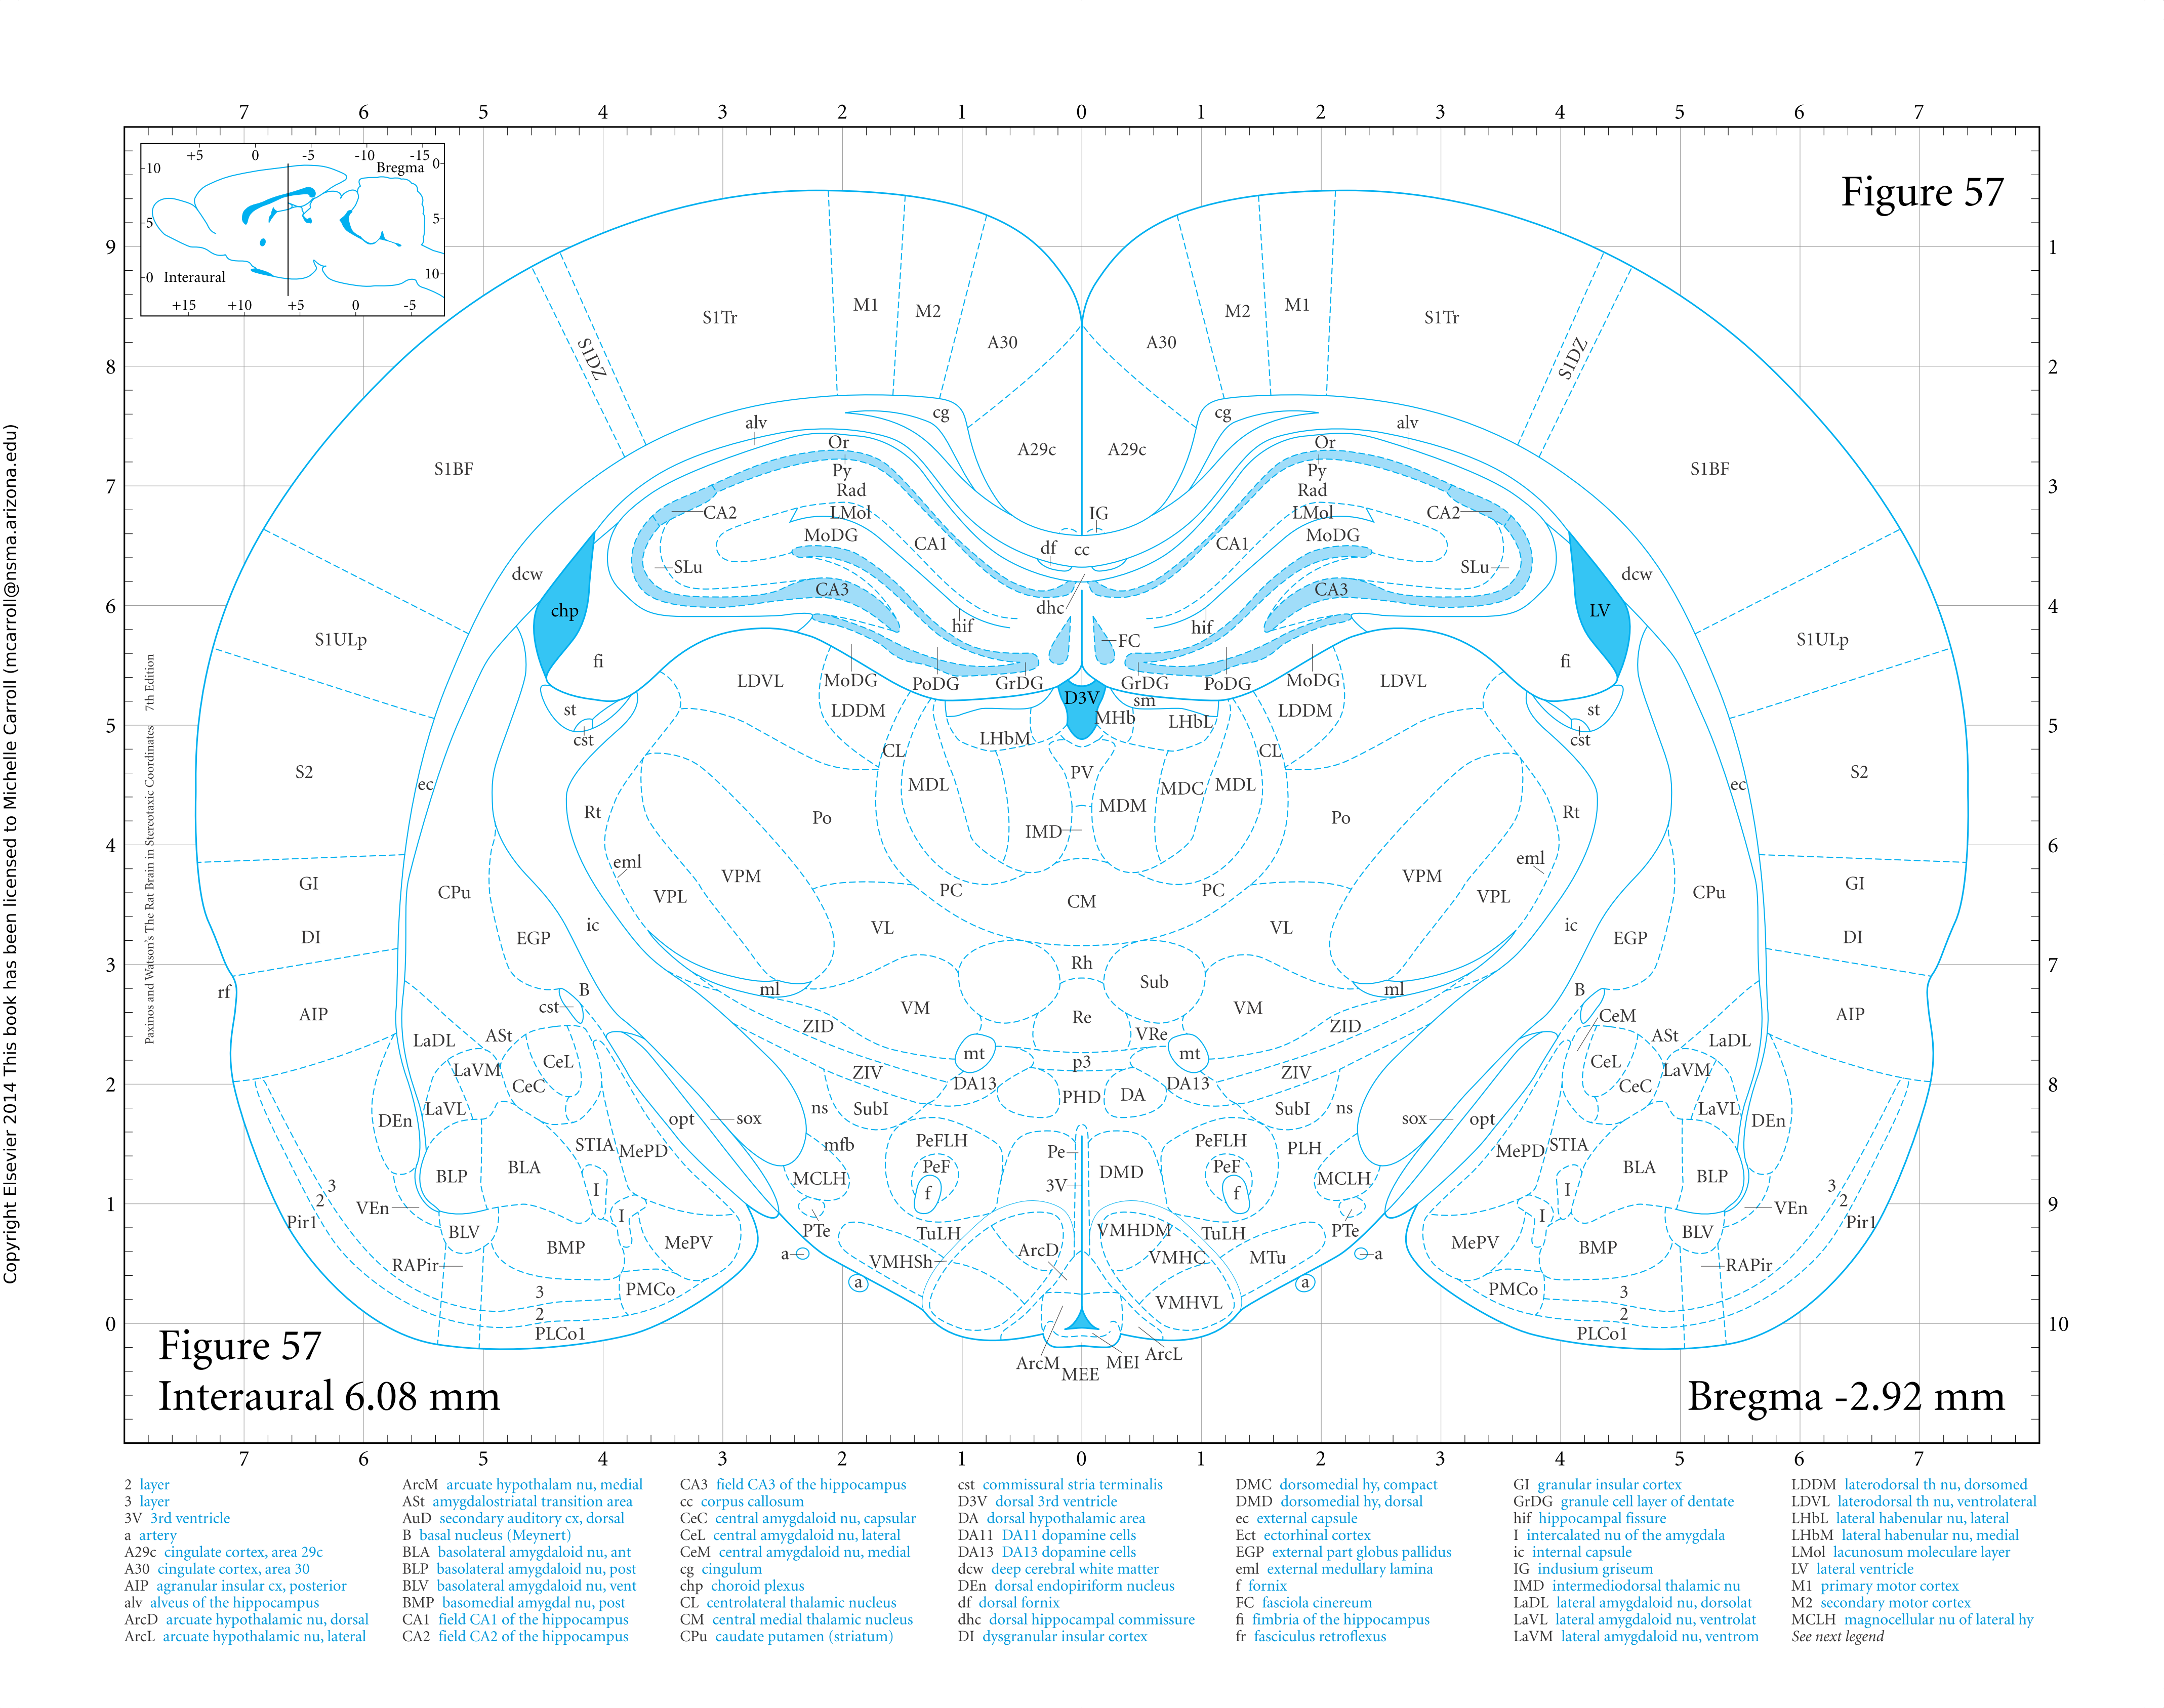 7 6 5 4 3 2 1 0 1 2 3 4 5 6 7
+5 0 -5 -10 -15
10 Bregma 0
5 5
0 Interaural 10
+15 +10 +5 0 -5
Figure 57
9 1
M1 M2 M2 M1
S1Tr S1Tr
A30 A30
S1DZ S1DZ
8 2
cg cg
alv alv
Or Or
A29c A29c
S1BF Py Py S1BF
7 3
Rad Rad
CA2 LMol IG LMol CA2
MoDG MoDG
CA1 df cc CA1
dcw SLu SLu dcw
CA3 CA3
6 chp dhc LV 4
hif hif
S1ULp FC S1ULp
fi fi
LDVL MoDG PoDG GrDG GrDG PoDG MoDG LDVL
D3V sm
st LDDM MHb LHbL LDDM st
5 5
cst LHbM cst
CL CL
S2 PV S2
ec MDL MDC MDL ec
MDM
Rt Po IMD Po Rt
4 6
eml eml
VPM VPM
GI PC PC GI
CPu VPL CM VPL CPu
ic VL VL ic
DI EGP EGP DI
3 Rh 7
Sub
rf B ml ml B
cst
AIP VM Re VM CeM AIP
ZID VRe ZID
LaDL ASt ASt LaDL
mt mt
CeL p3 CeL
LaVM ZIV ZIV LaVM
2 CeC DA13 DA13 CeC 8
PHD DA
LaVL ns SubI SubI ns LaVL
DEn opt sox sox opt DEn
STIA MePD mfb PeFLH Pe PeFLH PLH MePD STIA
BLP BLA PeF DMD PeF BLA BLP
MCLH MCLH
I f 3V f I
3 3
1 2 2 9
VEn VEn
Pir1 I I Pir1
BLV PTe TuLH VMHDM TuLH PTe BLV
BMP MePV a ArcD a MePV BMP
VMHSh VMHC MTu
RAPir RAPir
a a
3 PMCo VMHVL PMCo 3
2 2
0 PLCo1 PLCo1 10
ArcM MEE MEI ArcL
Figure 57
Interaural 6.08 mm
Bregma -2.92 mm
7 6 5 4 3 2 1 0 1 2 3 4 5 6 7
Copyright Elsevier 2014 This book has been licensed to Michelle Carroll (mcarroll@nsma.arizona.edu)
Paxinos and Watson's The Rat Brain in Stereotaxic Coordinates 7th Edition
2 layer
3 layer
3V 3rd ventricle
a artery
A29c cingulate cortex, area 29c
A30 cingulate cortex, area 30
AIP agranular insular cx, posterior
alv alveus of the hippocampus
ArcD arcuate hypothalamic nu, dorsal
ArcL arcuate hypothalamic nu, lateral
ArcM arcuate hypothalam nu, medial
ASt amygdalostriatal transition area
AuD secondary auditory cx, dorsal
B basal nucleus (Meynert)
BLA basolateral amygdaloid nu, ant
BLP basolateral amygdaloid nu, post
BLV basolateral amygdaloid nu, vent
BMP basomedial amygdal nu, post
CA1 field CA1 of the hippocampus
CA2 field CA2 of the hippocampus
CA3 field CA3 of the hippocampus
cc corpus callosum
CeC central amygdaloid nu, capsular
CeL central amygdaloid nu, lateral
CeM central amygdaloid nu, medial
cg cingulum
chp choroid plexus
CL centrolateral thalamic nucleus
CM central medial thalamic nucleus
CPu caudate putamen (striatum)
cst commissural stria terminalis
D3V dorsal 3rd ventricle
DA dorsal hypothalamic area
DA11 DA11 dopamine cells
DA13 DA13 dopamine cells
dcw deep cerebral white matter
DEn dorsal endopiriform nucleus
df dorsal fornix
dhc dorsal hippocampal commissure
DI dysgranular insular cortex
DMC dorsomedial hy, compact
DMD dorsomedial hy, dorsal
ec external capsule
Ect ectorhinal cortex
EGP external part globus pallidus
eml external medullary lamina
f fornix
FC fasciola cinereum
fi fimbria of the hippocampus
fr fasciculus retroflexus
GI granular insular cortex
GrDG granule cell layer of dentate
hif hippocampal fissure
I intercalated nu of the amygdala
ic internal capsule
IG indusium griseum
IMD intermediodorsal thalamic nu
LaDL lateral amygdaloid nu, dorsolat
LaVL lateral amygdaloid nu, ventrolat
LaVM lateral amygdaloid nu, ventrom
LDDM laterodorsal th nu, dorsomed
LDVL laterodorsal th nu, ventrolateral
LHbL lateral habenular nu, lateral
LHbM lateral habenular nu, medial
LMol lacunosum moleculare layer
LV lateral ventricle
M1 primary motor cortex
M2 secondary motor cortex
MCLH magnocellular nu of lateral hy
See next legend